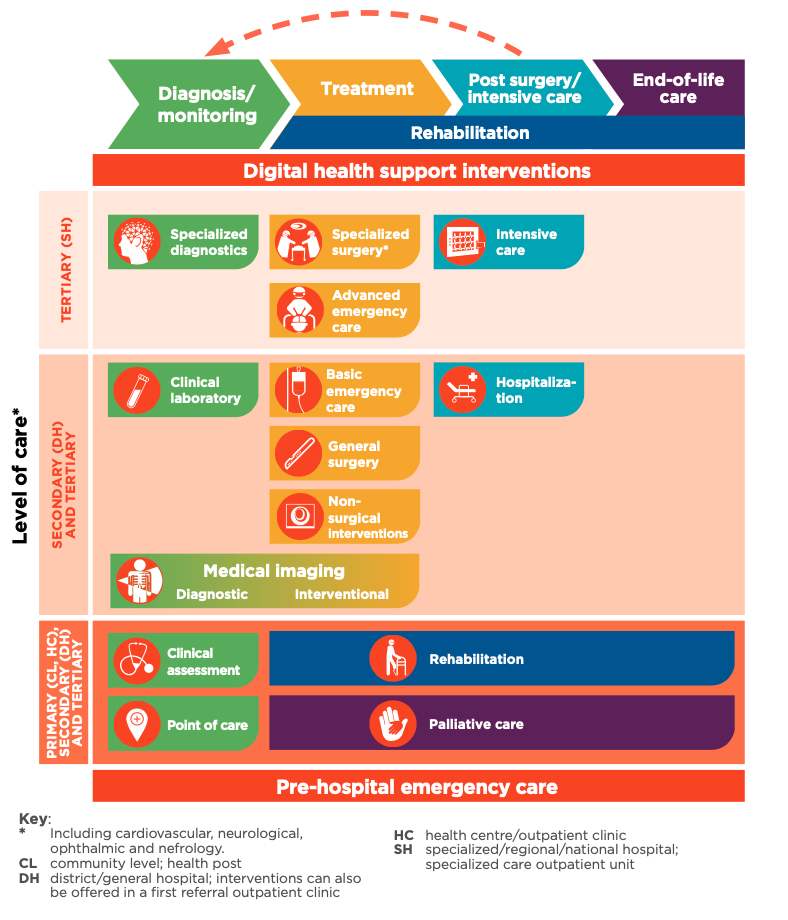 Diagnosis/
monitoring
Treatment
Post surgery/
intensive care
End-of-life
care
Rehabilitation
Digital health support interventions
Level of care*
TERTIARY (SH)
Specialized
diagnostics
Specialized
surgery*
Intensive
care
Advanced
emergency
care
SECONDARY (DH)
AND TERTIARY
Clinical
laboratory
Basic
emergency
care
Hospitaliza-
tion
General
surgery
Non-
surgical
interventions
Medical imaging
Diagnostic
Interventional
PRIMARY (CL, HC),
SECONDARY (DH)
AND TERTIARY
Clinical
assessment
Rehabilitation
Point of care
Palliative care
Pre-hospital emergency care
Key:
* Including cardiovascular, neurological,
ophthalmic and nefrology.
CL community level; health post
DH district/general hospital; interventions can also
be offered in a first referral outpatient clinic
HC health centre/outpatient clinic
SH specialized/regional/national hospital;
specialized care outpatient unit